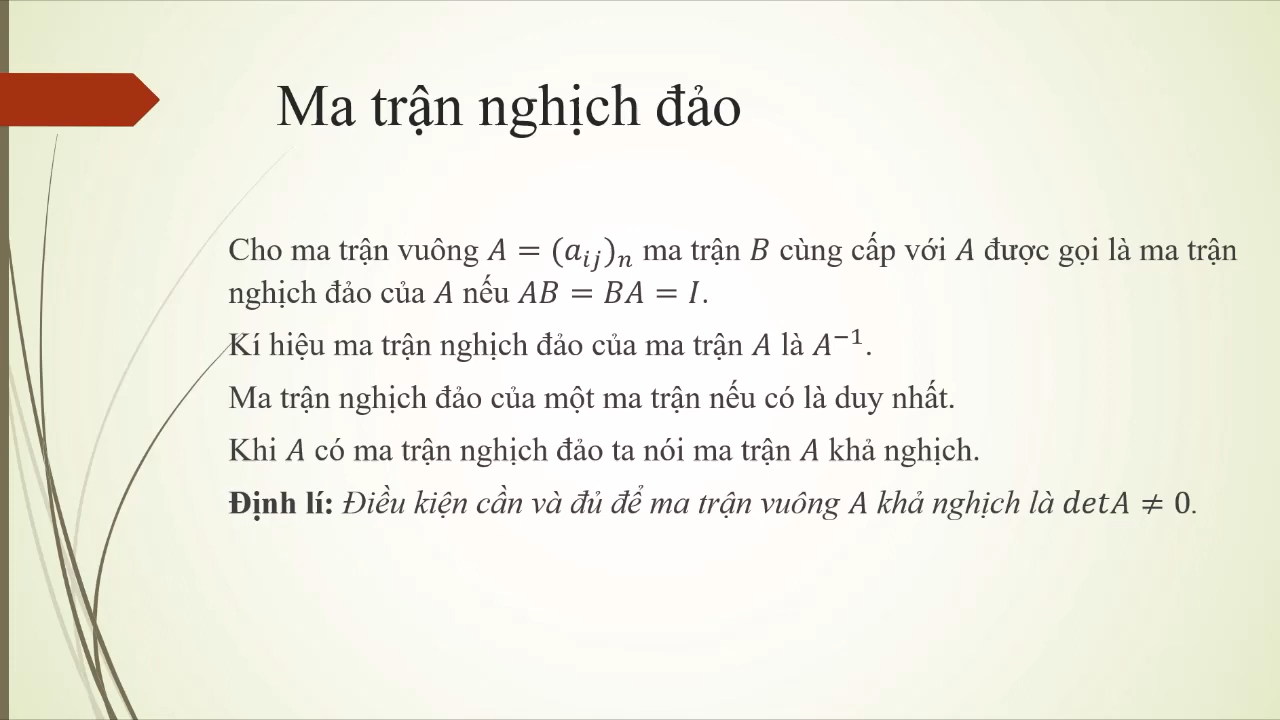 Ma trận nghịch đảo
Cho ma trận vuông $A = (a_{ij})_n$ ma trận $B$ cùng cấp với $A$ được gọi là ma trận
nghịch đảo của $A$ nếu $AB = BA = I$.
Kí hiệu ma trận nghịch đảo của ma trận $A$ là $A^{-1}$.
Ma trận nghịch đảo của một ma trận nếu có là duy nhất.
Khi $A$ có ma trận nghịch đảo ta nói ma trận $A$ khả nghịch.
Định lí: Điều kiện cần và đủ để ma trận vuông $A$ khả nghịch là $detA \neq 0$.